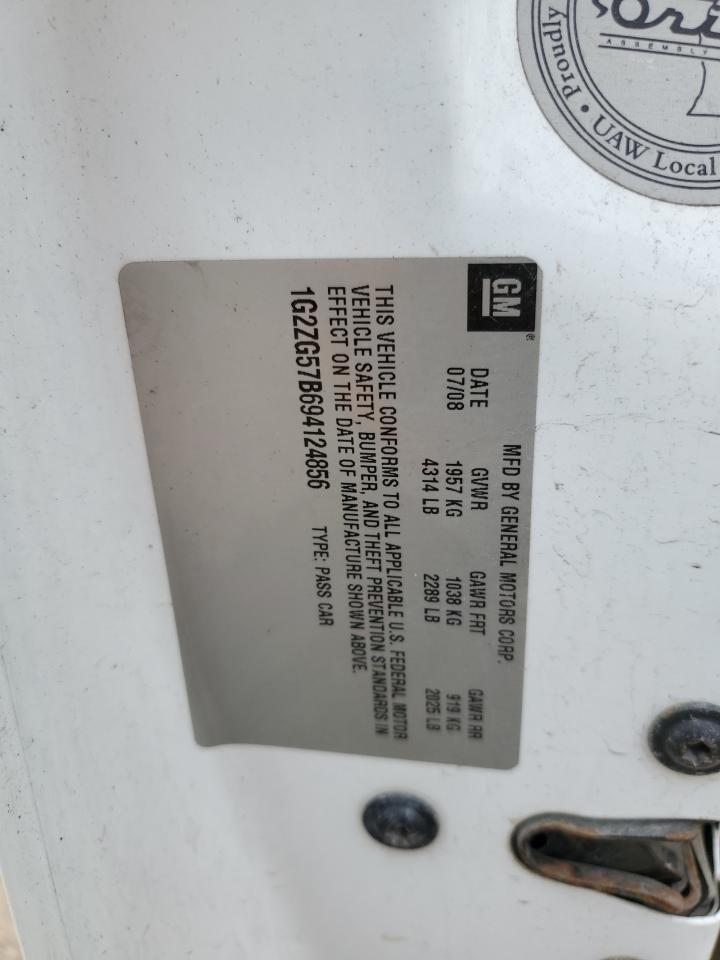 GM
®
MFD BY GENERAL MOTORS CORP.
DATE GVWR GAWR FRT GAWR RR
07/08 1957 KG 1038 KG 919 KG
4314 LB 2289 LB 2025 LB
THIS VEHICLE CONFORMS TO ALL APPLICABLE U.S. FEDERAL MOTOR
VEHICLE SAFETY, BUMPER, AND THEFT PREVENTION STANDARDS IN
EFFECT ON THE DATE OF MANUFACTURE SHOWN ABOVE.
1G2ZG57B694124856 TYPE: PASS CAR
ASSEMBLY
Proudly • UAW Local